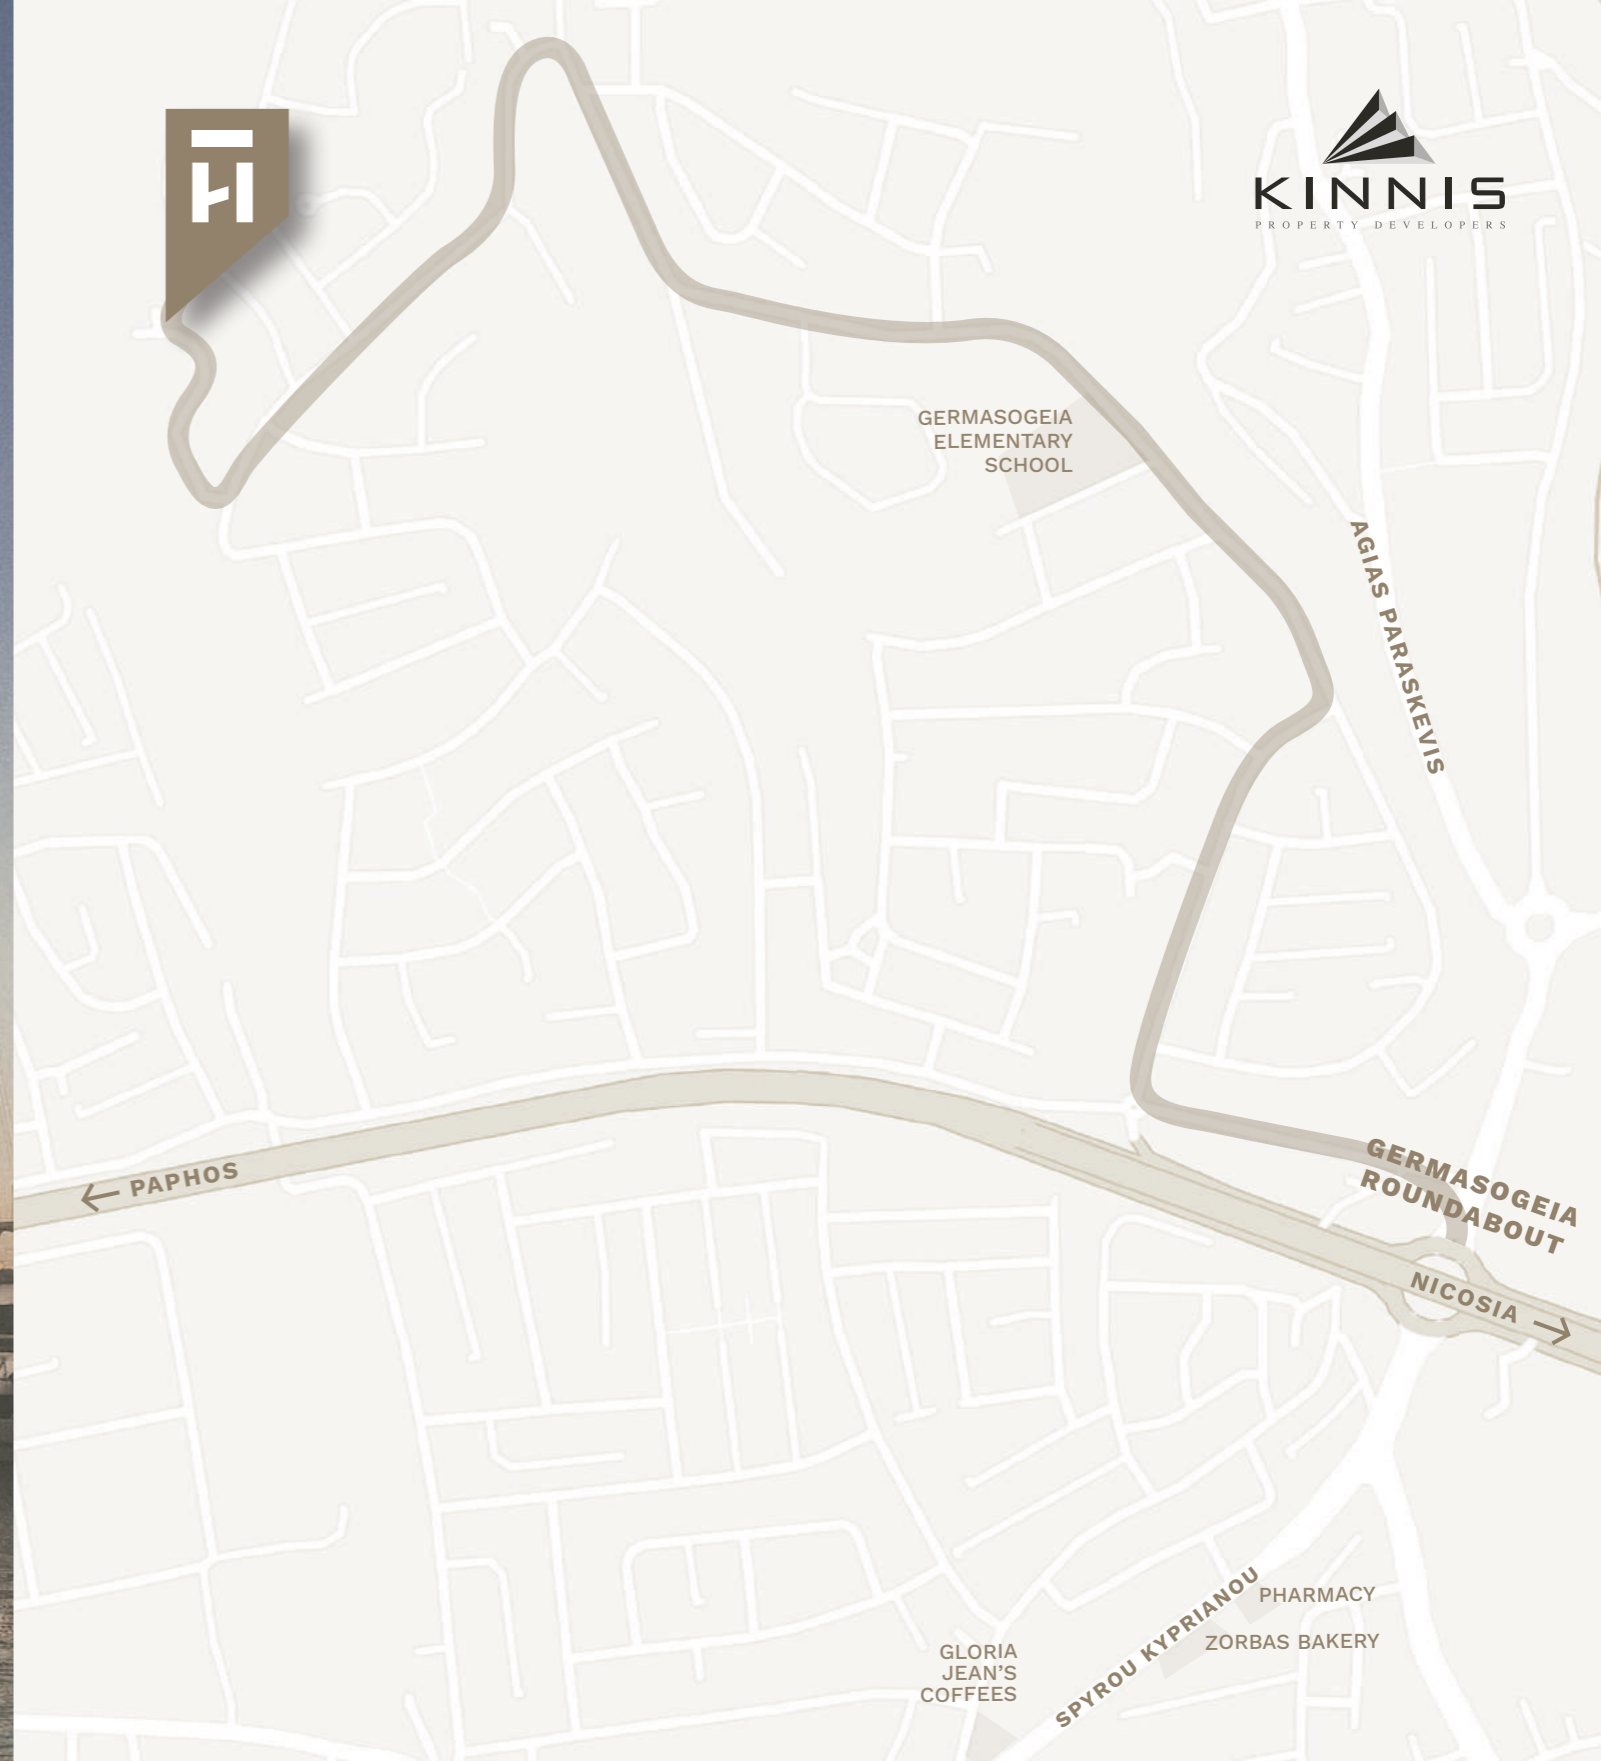 KINNIS
PROPERTY DEVELOPERS
GERMASOGEIA
ELEMENTARY
SCHOOL
AGIAS PARASKEVIS
GERMASOGEIA
ROUNDABOUT
← PAPHOS
NICOSIA →
SPYROU KYPRIANOU
PHARMACY
ZORBAS BAKERY
GLORIA
JEAN'S
COFFEES